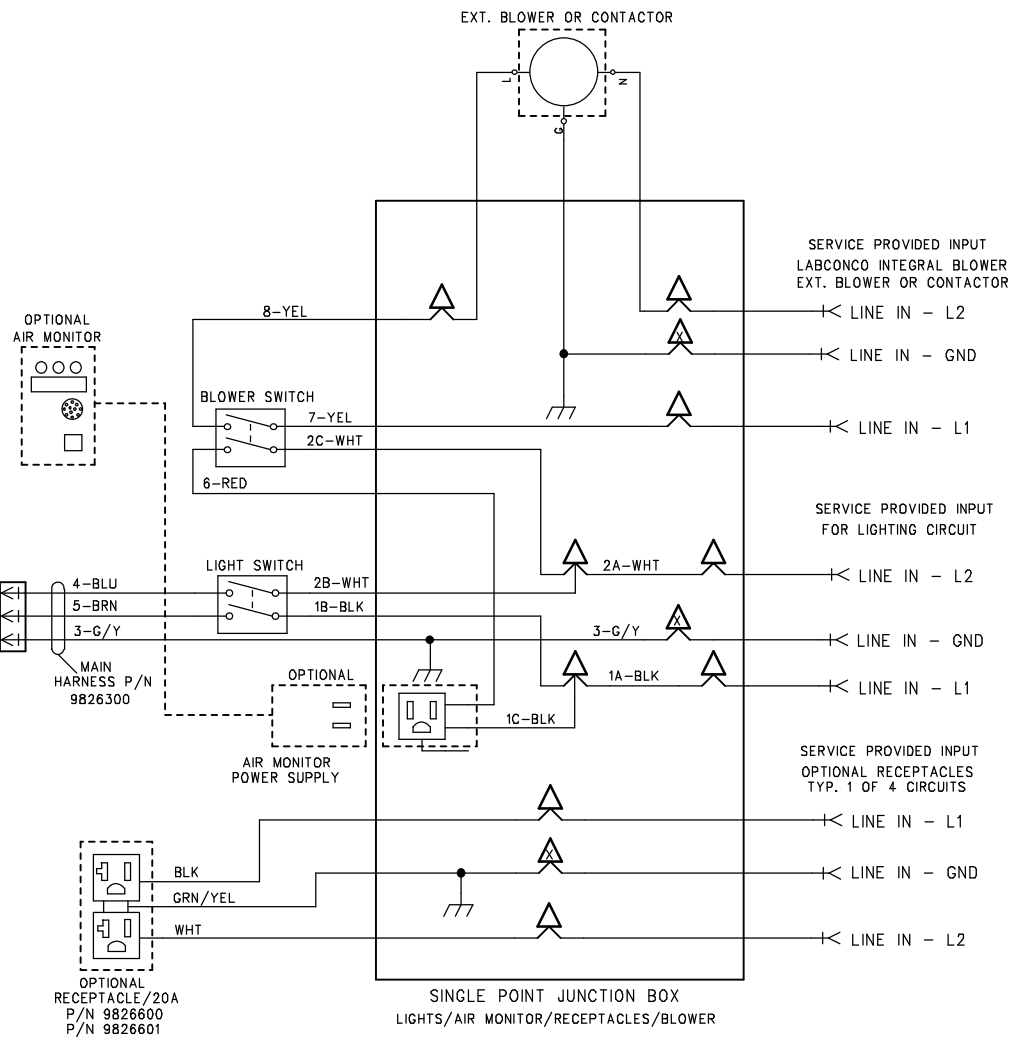 EXT. BLOWER OR CONTACTOR
L
N
G
SERVICE PROVIDED INPUT
LABCONCO INTEGRAL BLOWER
EXT. BLOWER OR CONTACTOR
8-YEL
LINE IN - L2
OPTIONAL
AIR MONITOR
X
LINE IN - GND
BLOWER SWITCH
7-YEL
LINE IN - L1
2C-WHT
6-RED
SERVICE PROVIDED INPUT
FOR LIGHTING CIRCUIT
LIGHT SWITCH
2A-WHT
LINE IN - L2
4-BLU
2B-WHT
5-BRN
1B-BLK
3-G/Y
3-G/Y
X
LINE IN - GND
MAIN
HARNESS P/N
9826300
OPTIONAL
1A-BLK
LINE IN - L1
1C-BLK
AIR MONITOR
POWER SUPPLY
SERVICE PROVIDED INPUT
OPTIONAL RECEPTACLES
TYP. 1 OF 4 CIRCUITS
LINE IN - L1
BLK
X
LINE IN - GND
GRN/YEL
WHT
LINE IN - L2
OPTIONAL
RECEPTACLE/20A
P/N 9826600
P/N 9826601
SINGLE POINT JUNCTION BOX
LIGHTS/AIR MONITOR/RECEPTACLES/BLOWER